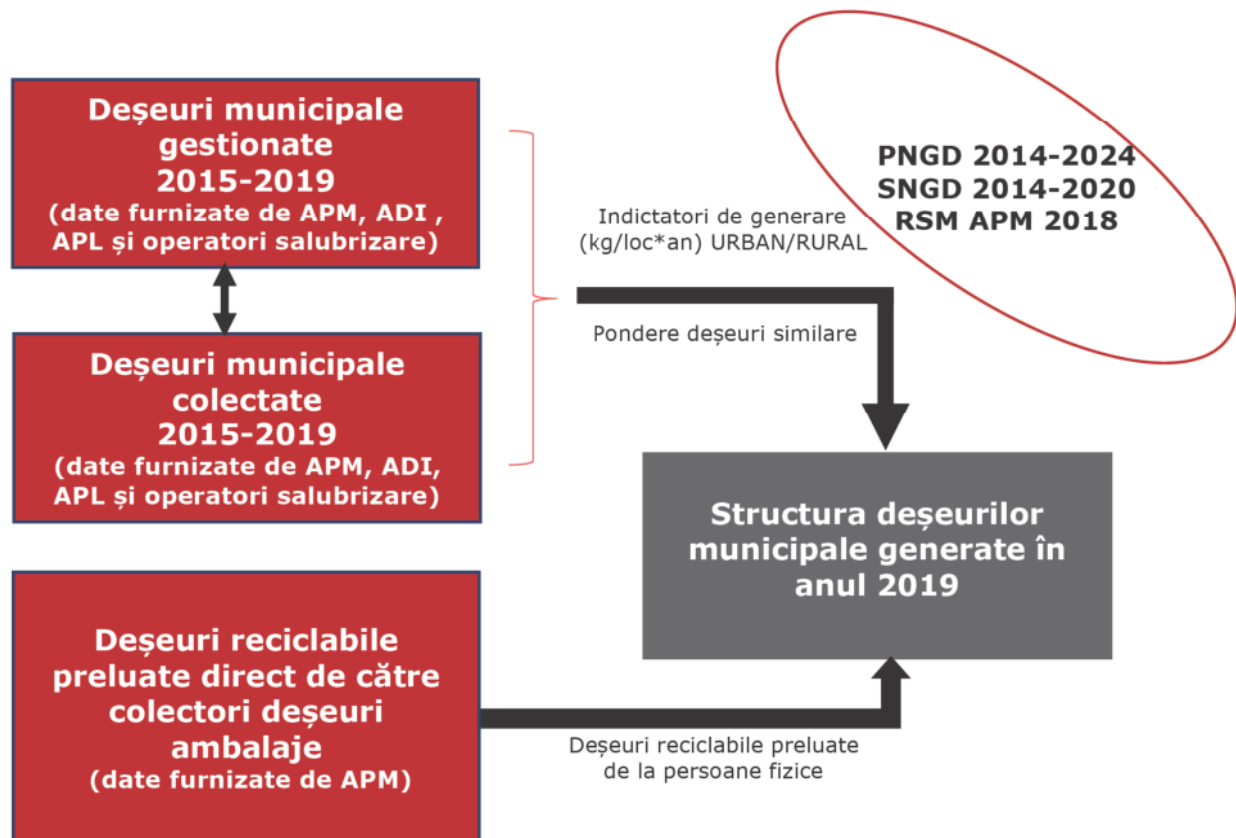 Deșeuri municipale
gestionate
2015-2019
(date furnizate de APM, ADI ,
APL și operatori salubrizare)
Deșeuri municipale
colectate
2015-2019
(date furnizate de APM, ADI,
APL și operatori salubrizare)
Deșeuri reciclabile
preluate direct de către
colectori deșeuri
ambalaje
(date furnizate de APM)
Indictatori de generare
(kg/loc*an) URBAN/RURAL
Pondere deșeuri similare
PNGD 2014-2024
SNGD 2014-2020
RSM APM 2018
Structura deșeurilor
municipale generate în
anul 2019
Deșeuri reciclabile preluate
de la persoane fizice